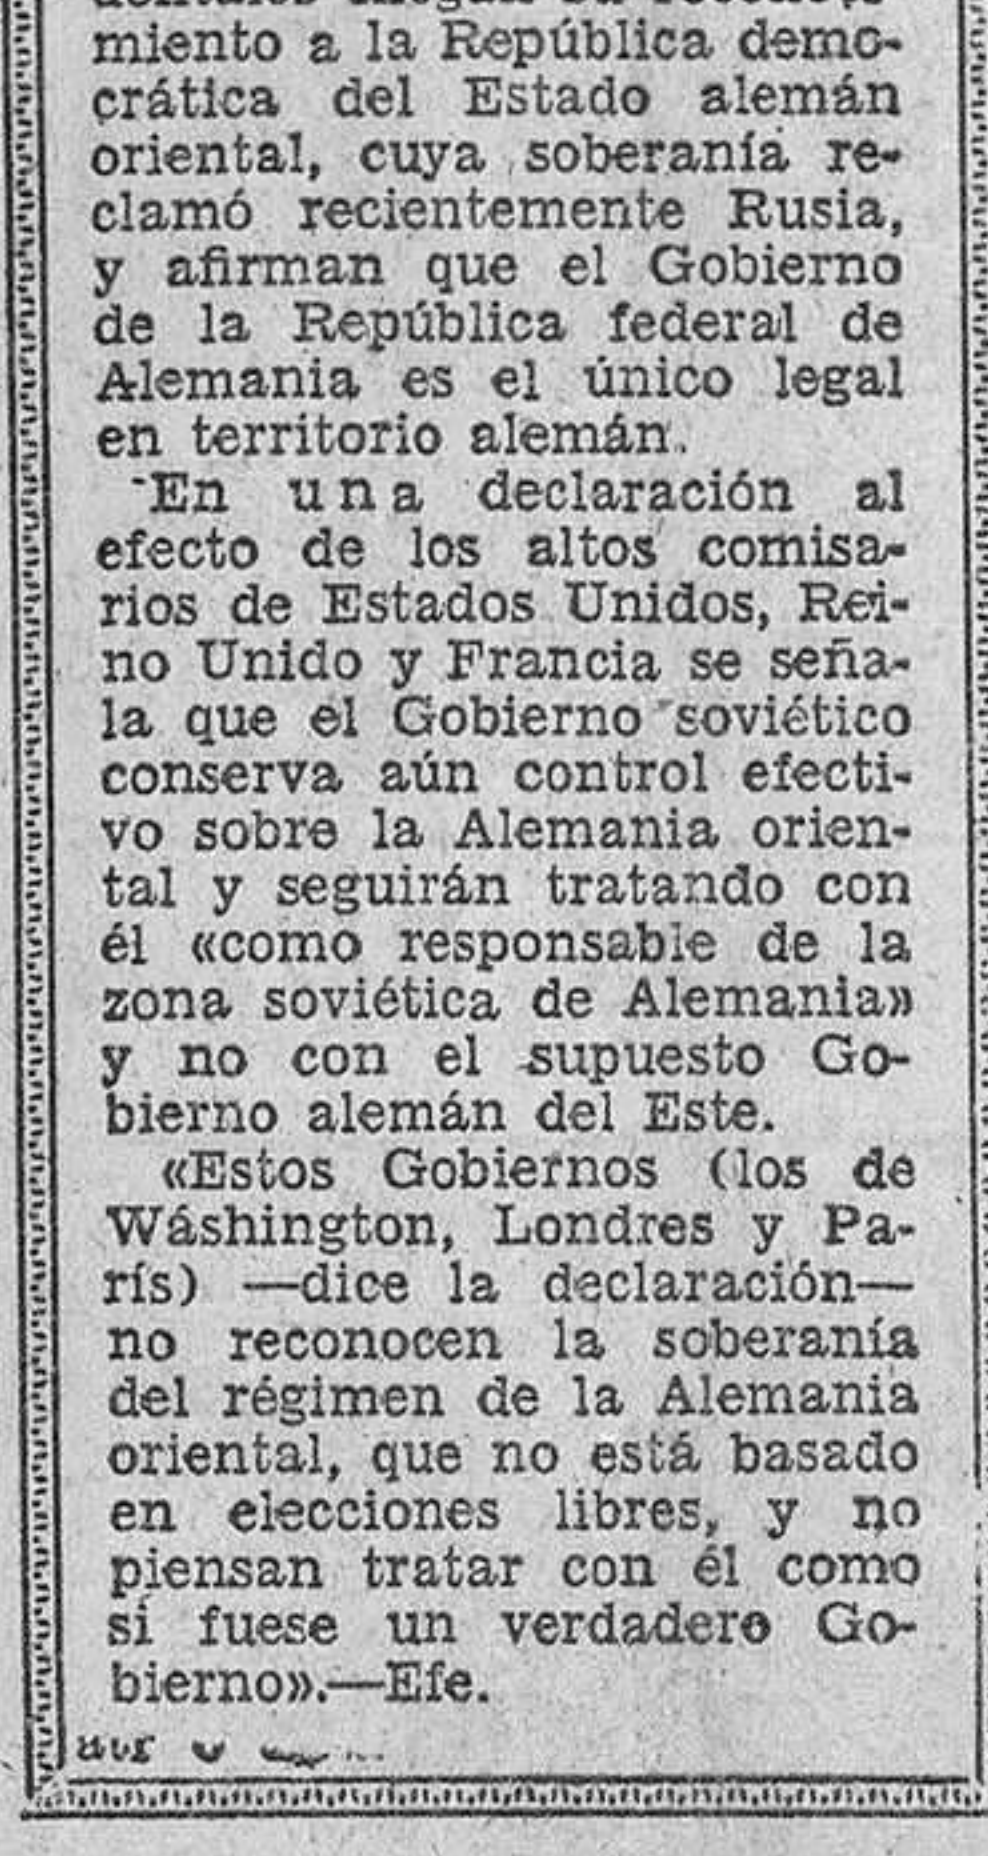 miento a la República demo-
crática del Estado alemán
oriental, cuya soberanía re-
clamó recientemente Rusia,
y afirman que el Gobierno
de la República federal de
Alemania es el único legal
en territorio alemán.
En una declaración al
efecto de los altos comisa-
rios de Estados Unidos, Rei-
no Unido y Francia se seña-
la que el Gobierno soviético
conserva aún control efecti-
vo sobre la Alemania orien-
tal y seguirán tratando con
él «como responsable de la
zona soviética de Alemania»
y no con el supuesto Go-
bierno alemán del Este.
«Estos Gobiernos (los de
Wáshington, Londres y Pa-
rís) —dice la declaración—
no reconocen la soberanía
del régimen de la Alemania
oriental, que no está basado
en elecciones libres, y no
piensan tratar con él como
si fuese un verdadero Go-
bierno».—Efe.